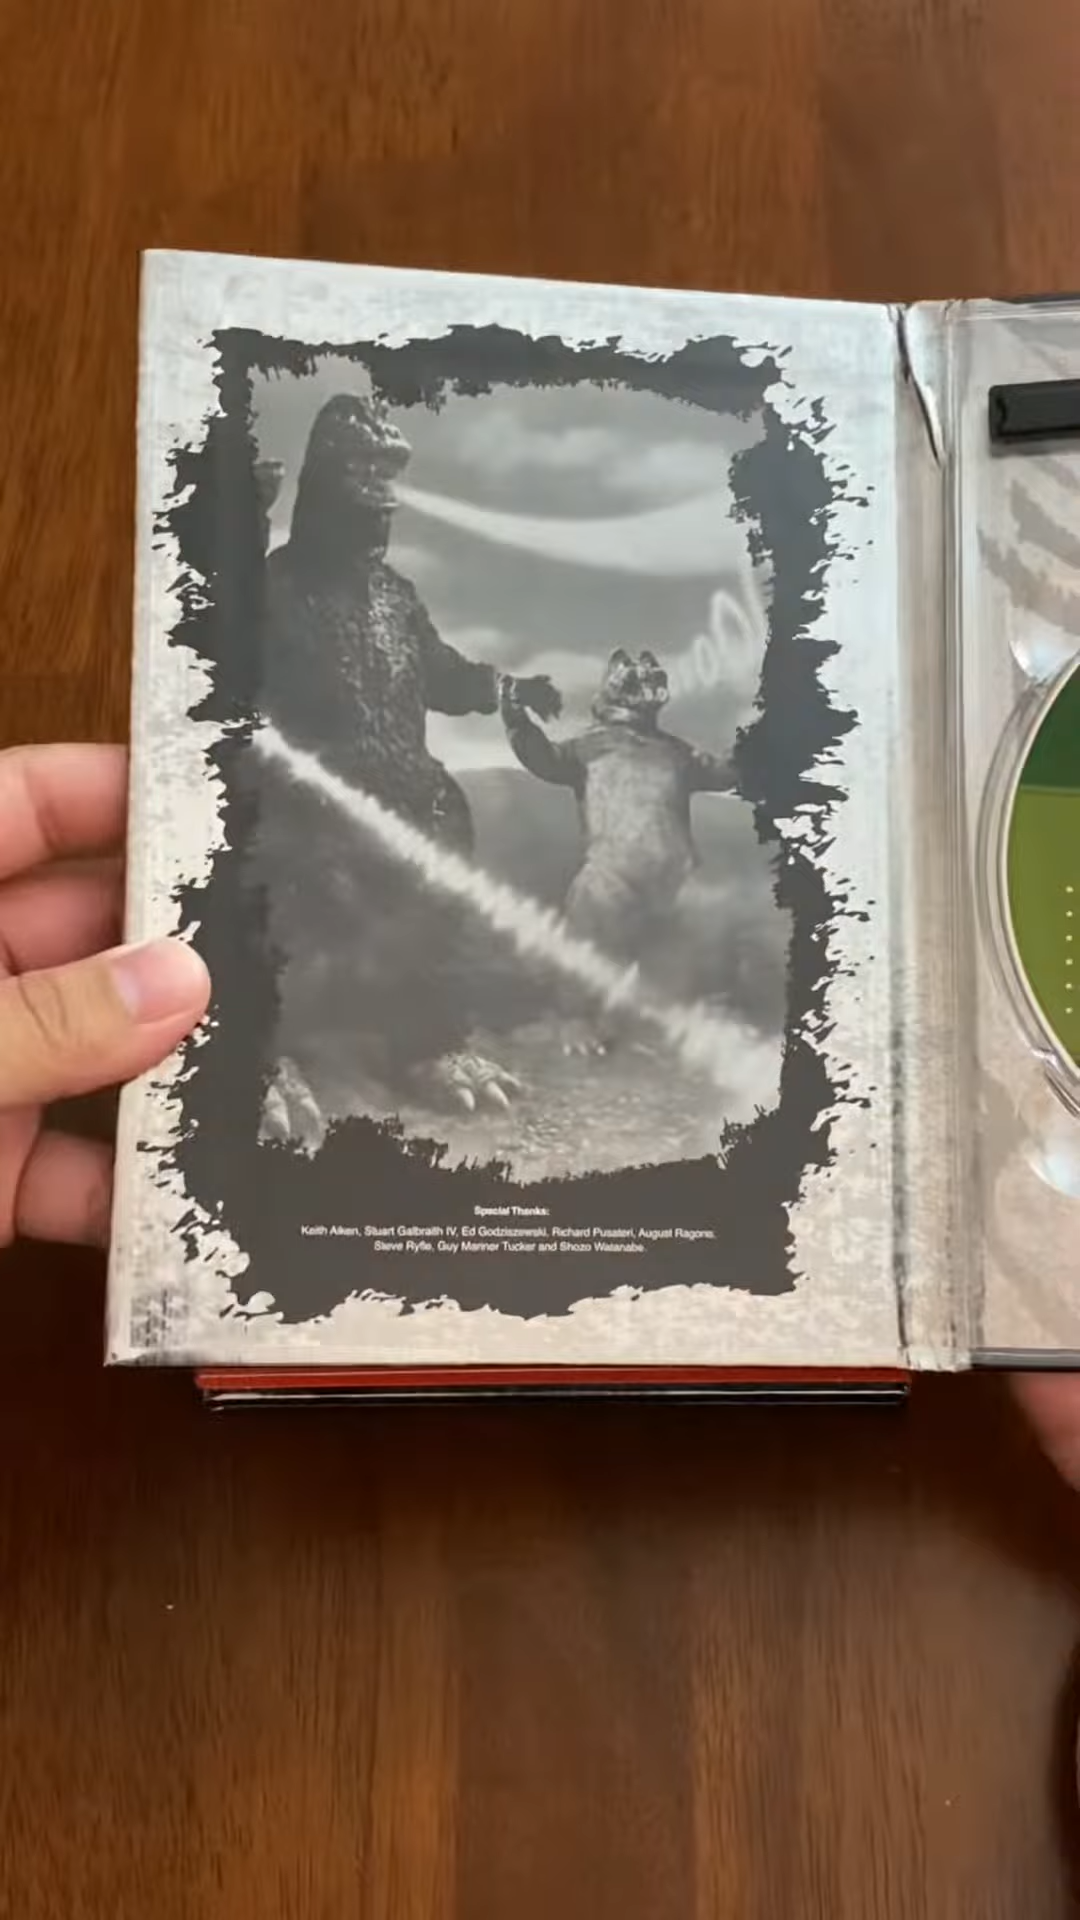 Special Thanks:
Keith Aiken, Stuart Galbraith IV, Ed Godziszewski, Richard Pusateri, August Ragone,
Steve Ryfle, Guy Mariner Tucker and Shozo Watanabe.